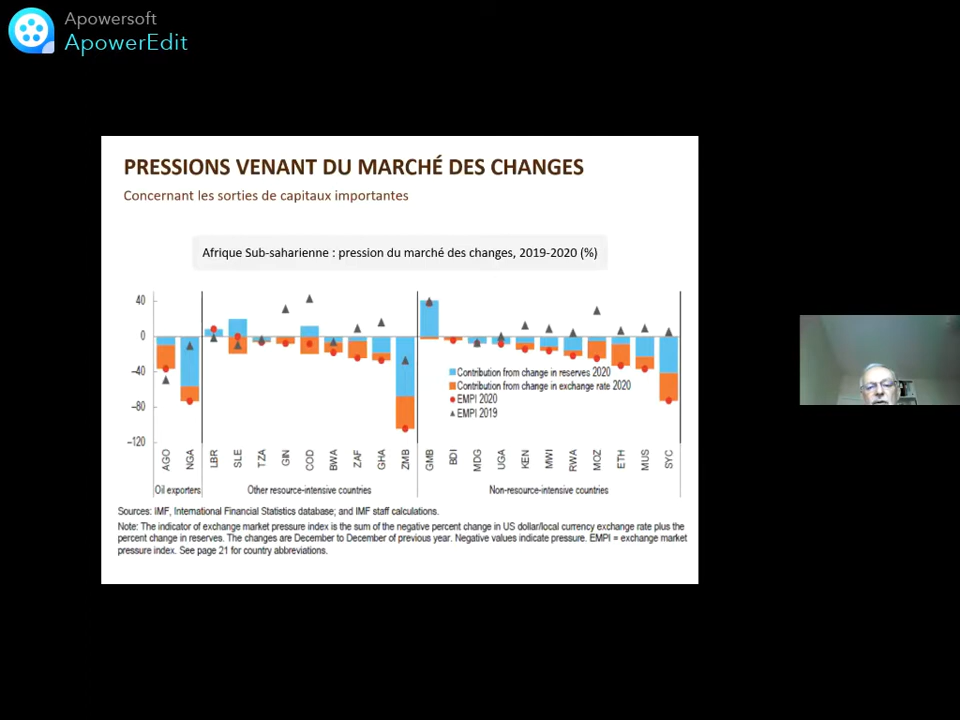 Apowersoft
ApowerEdit
PRESSIONS VENANT DU MARCHÉ DES CHANGES
Concernant les sorties de capitaux importantes
Afrique Sub-saharienne : pression du marché des changes, 2019-2020 (%)
40
0
−40
−80
−120
Contribution from change in reserves 2020
Contribution from change in exchange rate 2020
EMPI 2020
EMPI 2019
AGO NGA LBR SLE TZA GIN COD BWA ZAF GHA ZMB GMB BDI MDG UGA KEN MWI RWA MOZ ETH MUS SYC
Oil exporters Other resource-intensive countries Non-resource-intensive countries
Sources: IMF, International Financial Statistics database; and IMF staff calculations.
Note: The indicator of exchange market pressure index is the sum of the negative percent change in US dollar/local currency exchange rate plus the
percent change in reserves. The changes are December to December of previous year. Negative values indicate pressure. EMPI = exchange market
pressure index. See page 21 for country abbreviations.